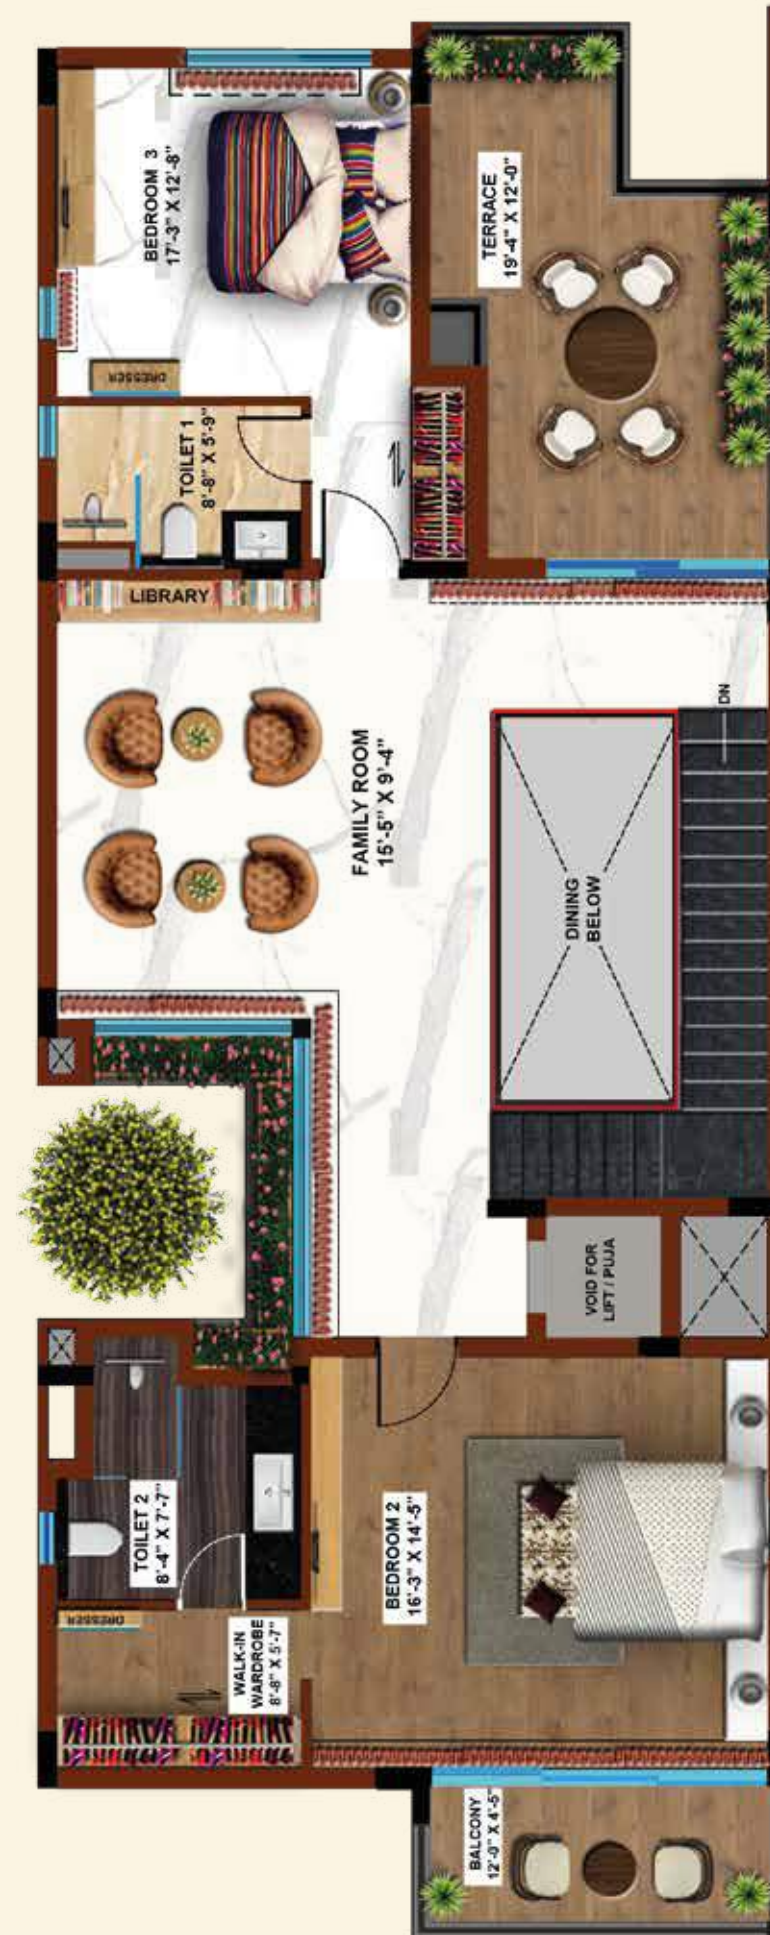 BEDROOM 3
17'-3" X 12'-8"
TERRACE
19'-4" X 12'-0"
DRESSER
TOILET 1
8'-8" X 5'-9"
LIBRARY
FAMILY ROOM
15'-5" X 9'-4"
DN
DINING
BELOW
VOID FOR
LIFT / PUJA
TOILET 2
8'-4" X 7'-7"
BEDROOM 2
16'-3" X 14'-5"
DRESSER
WALK-IN
WARDROBE
8'-8" X 5'-7"
BALCONY
12'-0" X 4'-5"